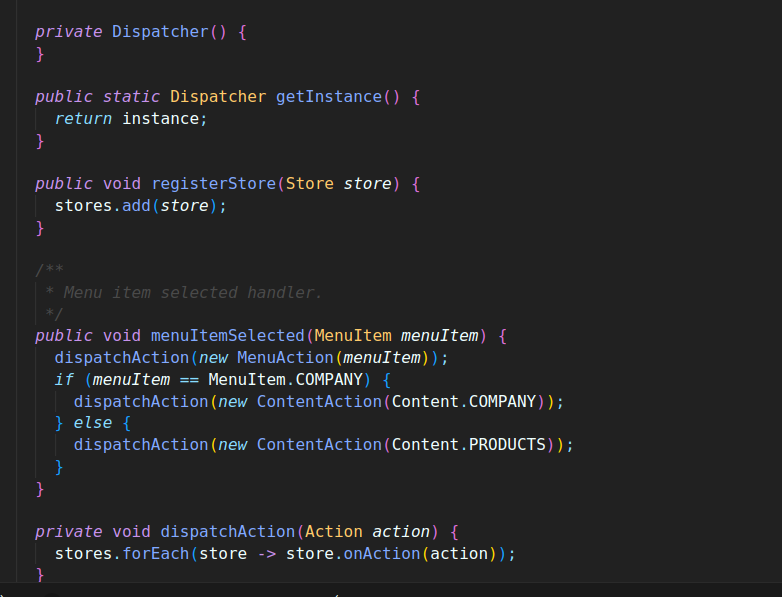 private Dispatcher() {
}
public static Dispatcher getInstance() {
return instance;
}
public void registerStore(Store store) {
stores.add(store);
}
/**
* Menu item selected handler.
*/
public void menuItemSelected(MenuItem menuItem) {
dispatchAction(new MenuAction(menuItem));
if (menuItem == MenuItem.COMPANY) {
dispatchAction(new ContentAction(Content.COMPANY));
} else {
dispatchAction(new ContentAction(Content.PRODUCTS));
}
}
private void dispatchAction(Action action) {
stores.forEach(store -> store.onAction(action));
}